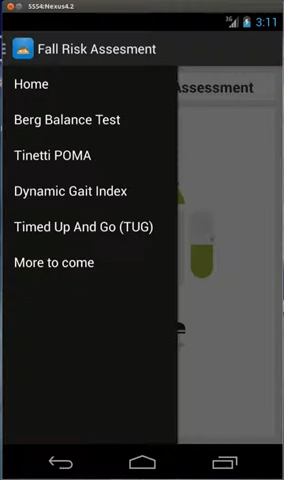 5554:Nexus4.2
3G 3:11
Fall Risk Assesment
Home
Assessment
Berg Balance Test
Tinetti POMA
Dynamic Gait Index
Timed Up And Go (TUG)
More to come